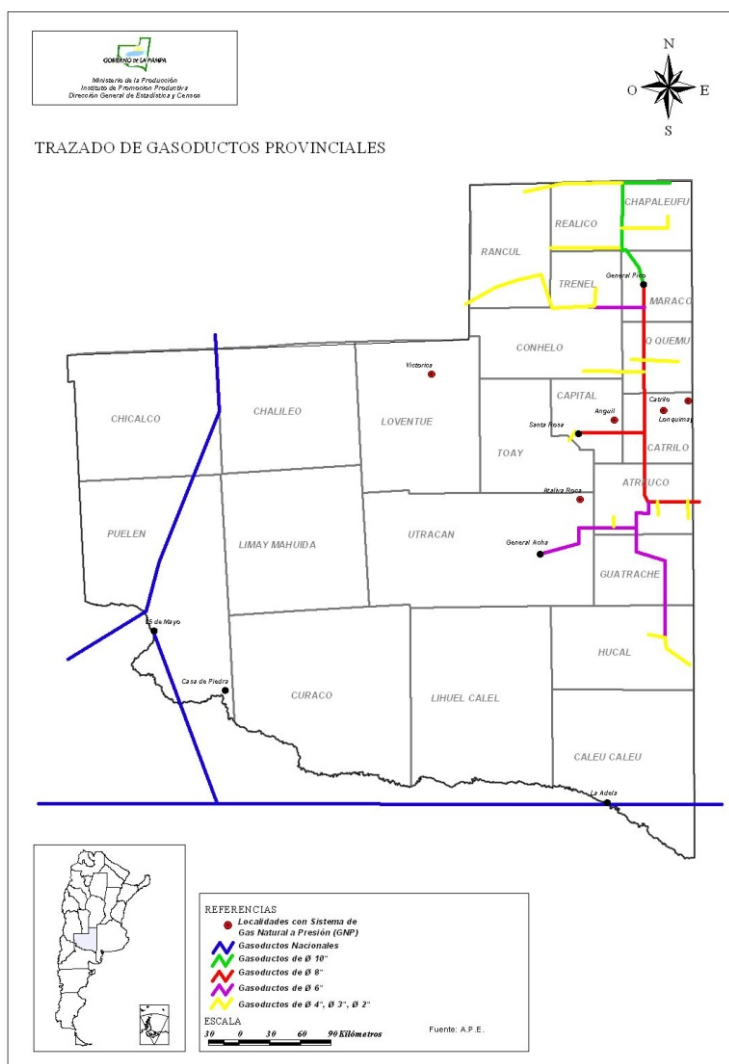 GOBIERNO DE LA PAMPA
Ministerio de la Producción
Instituto de Promocion Productiva
Dirección General de Estadística y Censos
N
O E
S
TRAZADO DE GASODUCTOS PROVINCIALES
CHAPALEUFU
REALICO
RANCUL
General Pico
TRENEL
MARACO
CONHELO
Q QUEMU
Victorica
CAPITAL
Catrilo
CHICALCO
CHALILEO
LOVENTUE
Anguil
Lonquimay
Santa Rosa
TOAY
CATRILO
ATREUCO
Ataliva Roca
PUELEN
LIMAY MAHUIDA
UTRACAN
General Acha
GUATRACHE
25 de Mayo
HUCAL
Casa de Piedra
CURACO
LIHUEL CALEL
CALEU CALEU
La Adela
REFERENCIAS
Localidades con Sistema de
Gas Natural a Presión (GNP)
Gasoductos Nacionales
Gasoductos de Ø 10"
Gasoductos de Ø 8"
Gasoductos de Ø 6"
Gasoductos de Ø 4", Ø 3", Ø 2"
ESCALA
30 0 30 60 90 Kilómetros
Fuente: A.P.E.